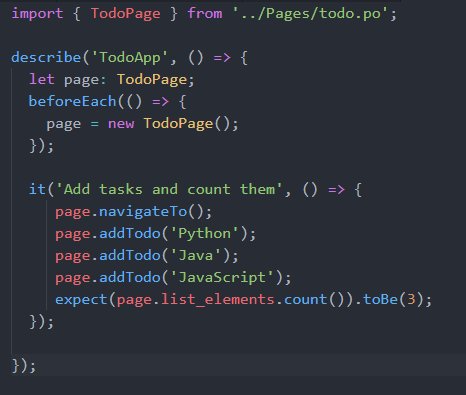 import { TodoPage } from '../Pages/todo.po';
describe('TodoApp', () => {
let page: TodoPage;
beforeEach(() => {
page = new TodoPage();
});
it('Add tasks and count them', () => {
page.navigateTo();
page.addTodo('Python');
page.addTodo('Java');
page.addTodo('JavaScript');
expect(page.list_elements.count()).toBe(3);
});
});